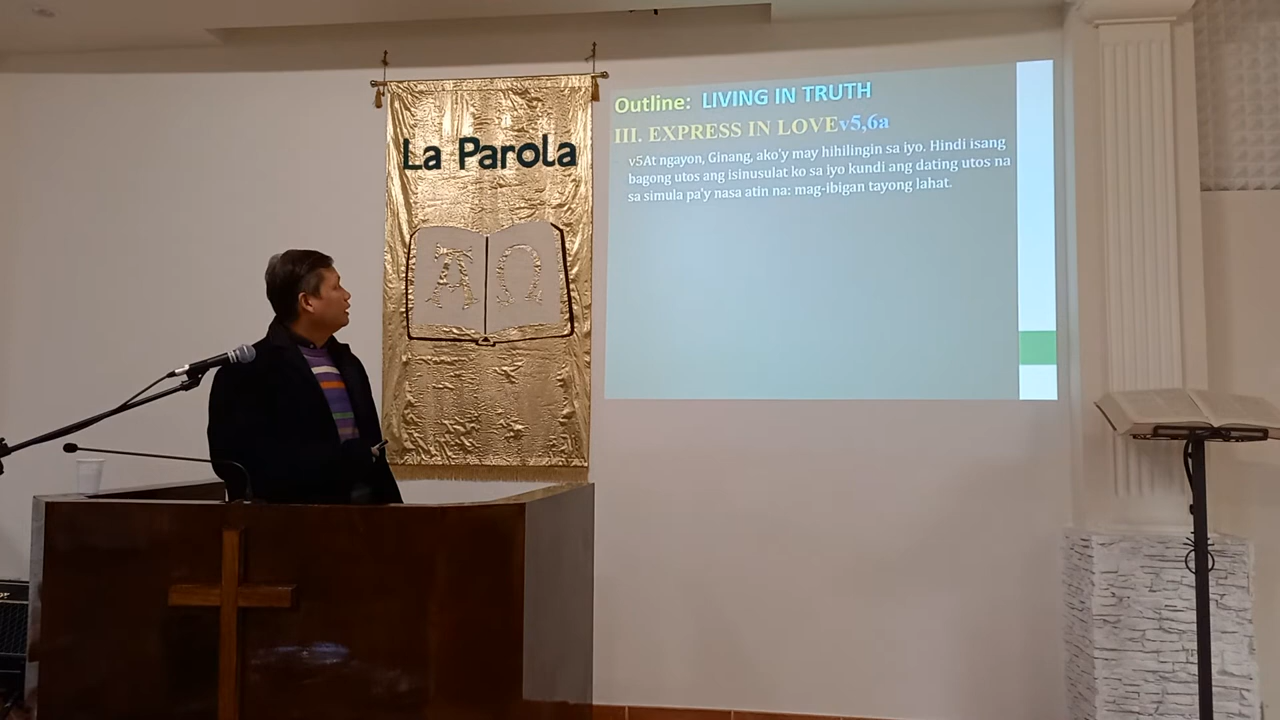 La Parola
Α Ω
Outline: LIVING IN TRUTH
III. EXPRESS IN LOVEv5,6a
v5At ngayon, Ginang, ako'y may hihilingin sa iyo. Hindi isang
bagong utos ang isinusulat ko sa iyo kundi ang dating utos na
sa simula pa'y nasa atin na: mag-ibigan tayong lahat.